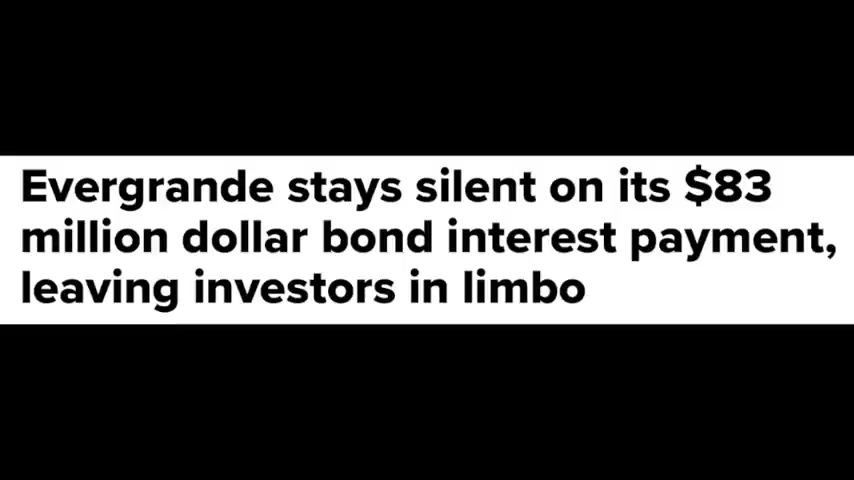 Evergrande stays silent on its $83
million dollar bond interest payment,
leaving investors in limbo